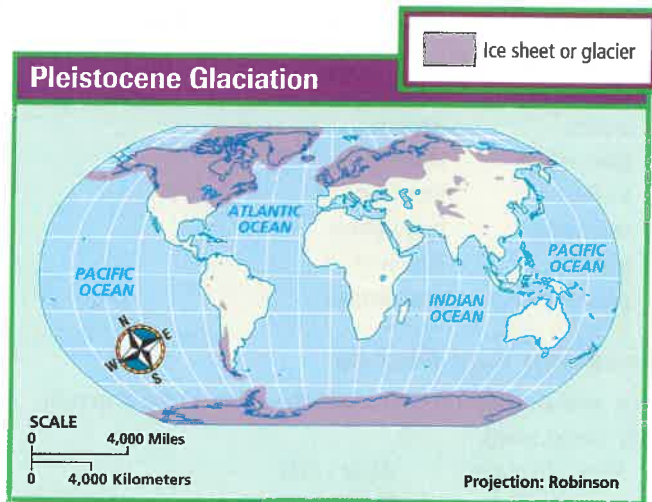 Ice sheet or glacier
Pleistocene Glaciation
ATLANTIC
OCEAN
PACIFIC
OCEAN
PACIFIC
OCEAN
INDIAN
OCEAN
N
E
W
S
SCALE
0 4,000 Miles
0 4,000 Kilometers
Projection: Robinson